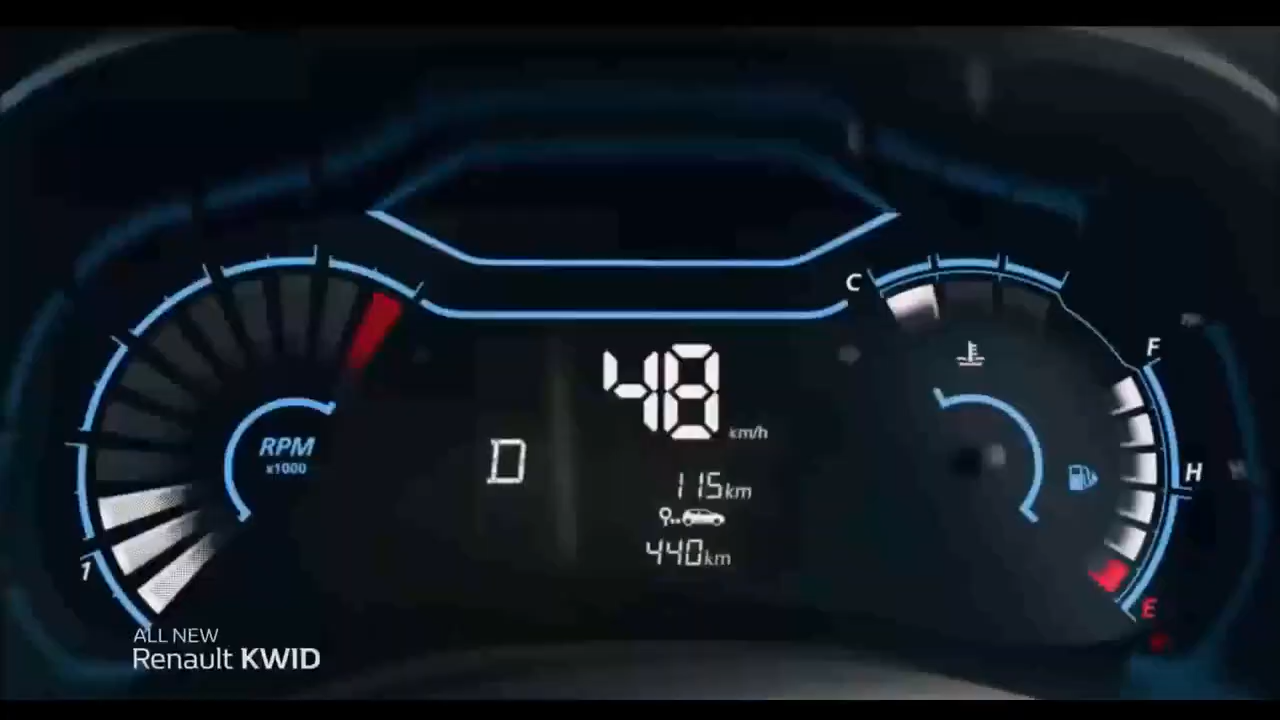 C
F
48
km/h
RPM
x1000
D
H
115km
440km
1
E
ALL NEW
Renault KWID